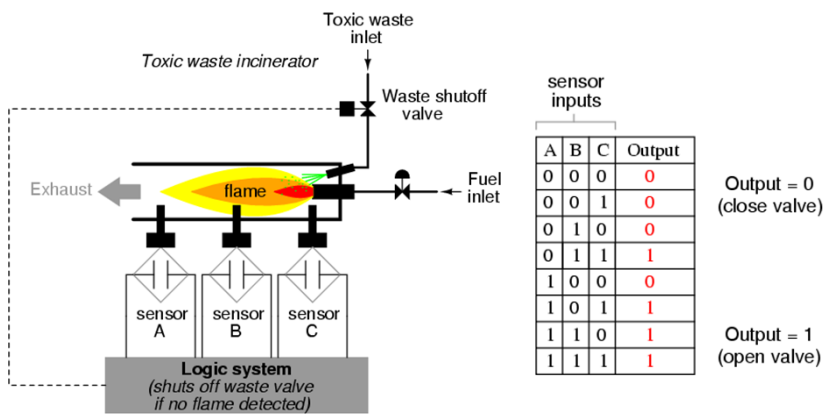 Toxic waste
inlet
Toxic waste incinerator
Waste shutoff
valve
Exhaust
flame
Fuel
inlet
sensor
A
sensor
B
sensor
C
Logic system
(shuts off waste valve
if no flame detected)
sensor
inputs
A B C Output
0 0 0 0
0 0 1 0
0 1 0 0
0 1 1 1
1 0 0 0
1 0 1 1
1 1 0 1
1 1 1 1
Output = 0
(close valve)
Output = 1
(open valve)